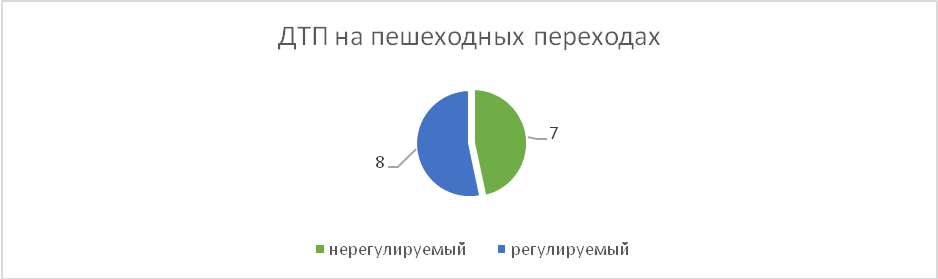 ДТП на пешеходных переходах
7
8
нерегулируемый
регулируемый